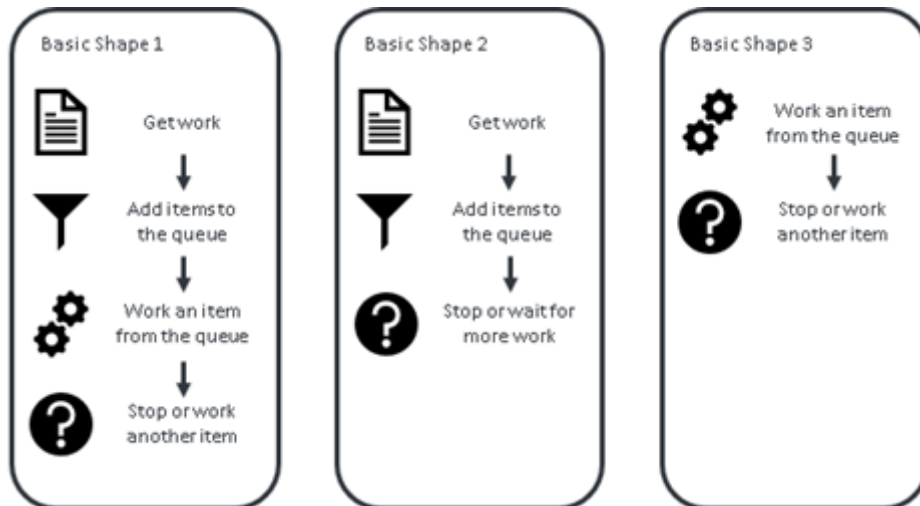 Basic Shape 1
Get work
Add items to
the queue
Work an item
from the queue
Stop or work
another item
Basic Shape 2
Get work
Add items to
the queue
Stop or wait for
more work
Basic Shape 3
Work an item
from the queue
Stop or work
another item